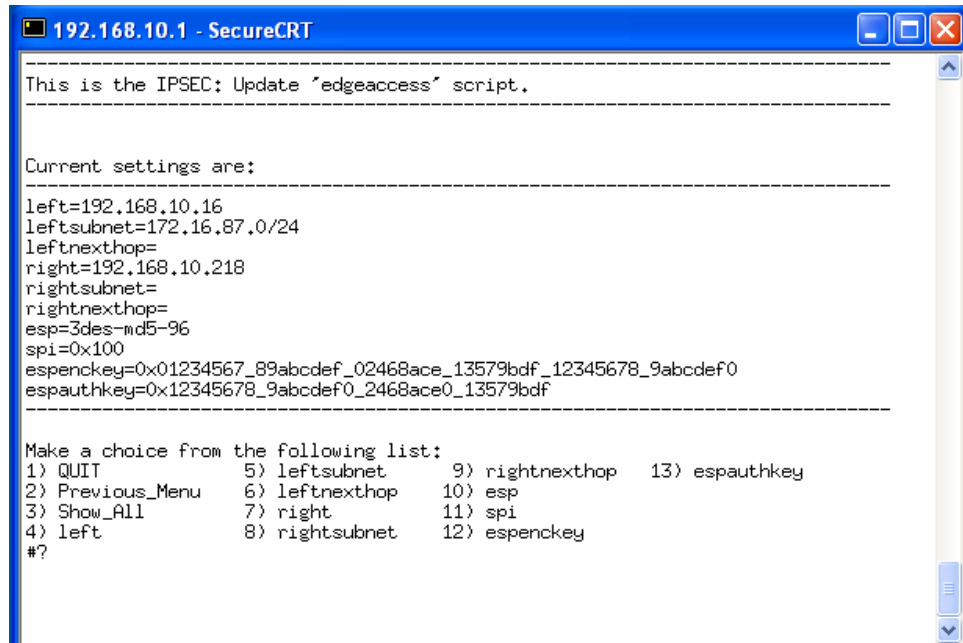 192.168.10.1 - SecureCRT
--------------------------------------------------------------------------------
This is the IPSEC: Update ´edgeaccess´ script.
--------------------------------------------------------------------------------
Current settings are:
--------------------------------------------------------------------------------
left=192.168.10.16
leftsubnet=172.16.87.0/24
leftnexthop=
right=192.168.10.218
rightsubnet=
rightnexthop=
esp=3des-md5-96
spi=0x100
espenckey=0x01234567_89abcdef_02468ace_13579bdf_12345678_9abcdef0
espauthkey=0x12345678_9abcdef0_2468ace0_13579bdf
--------------------------------------------------------------------------------
Make a choice from the following list:
1) QUIT 5) leftsubnet 9) rightnexthop 13) espauthkey
2) Previous_Menu 6) leftnexthop 10) esp
3) Show_All 7) right 11) spi
4) left 8) rightsubnet 12) espenckey
#?